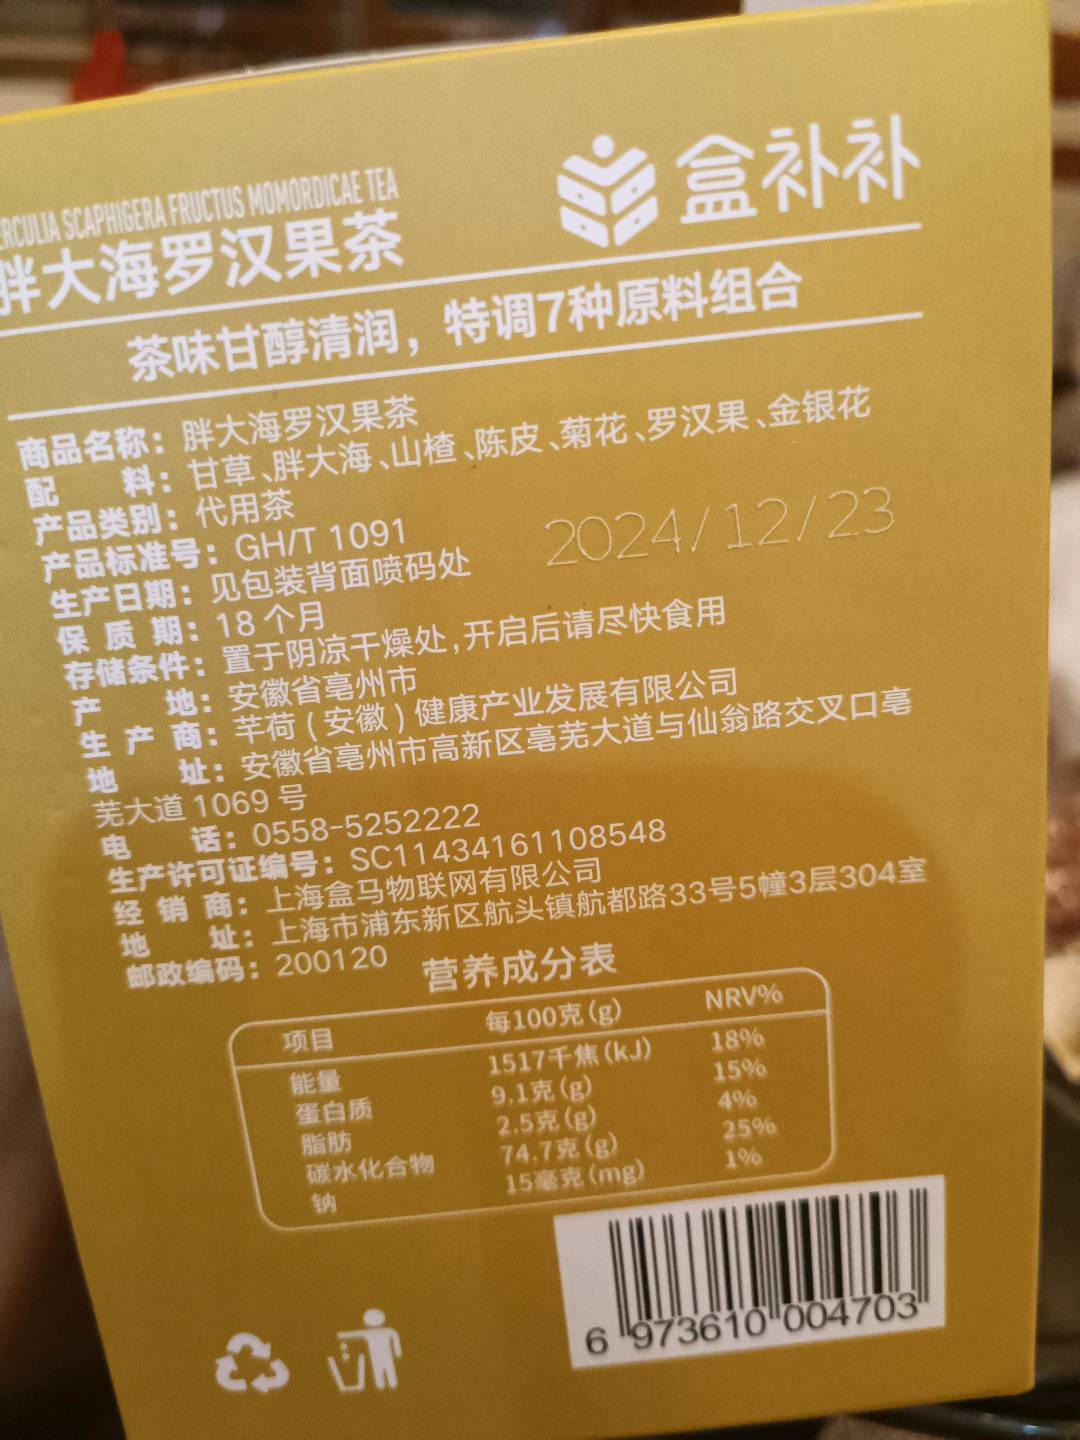 盒补补
ERCULIA SCAPHIGERA FRUCTUS MOMORDICAE TEA
胖大海罗汉果茶
茶味甘醇清润，特调7种原料组合
商品名称：胖大海罗汉果茶
配 料：甘草、胖大海、山楂、陈皮、菊花、罗汉果、金银花
产品类别：代用茶
产品标准号：GH/T 1091
2024/12/23
生产日期：见包装背面喷码处
保 质 期：18个月
存储条件：置于阴凉干燥处，开启后请尽快食用
产 地：安徽省亳州市
生 产 商：芊荷（安徽）健康产业发展有限公司
地 址：安徽省亳州市高新区亳芜大道与仙翁路交叉口亳
芜大道 1069 号
电 话：0558-5252222
生产许可证编号：SC11434161108548
经 销 商：上海盒马物联网有限公司
地 址：上海市浦东新区航头镇航都路33号5幢3层304室
邮政编码：200120
营养成分表
项目 每100克(g) NRV%
能量 1517千焦(kJ) 18%
蛋白质 9.1克(g) 15%
脂肪 2.5克(g) 4%
碳水化合物 74.7克(g) 25%
钠 15毫克(mg) 1%
6 973610 004703